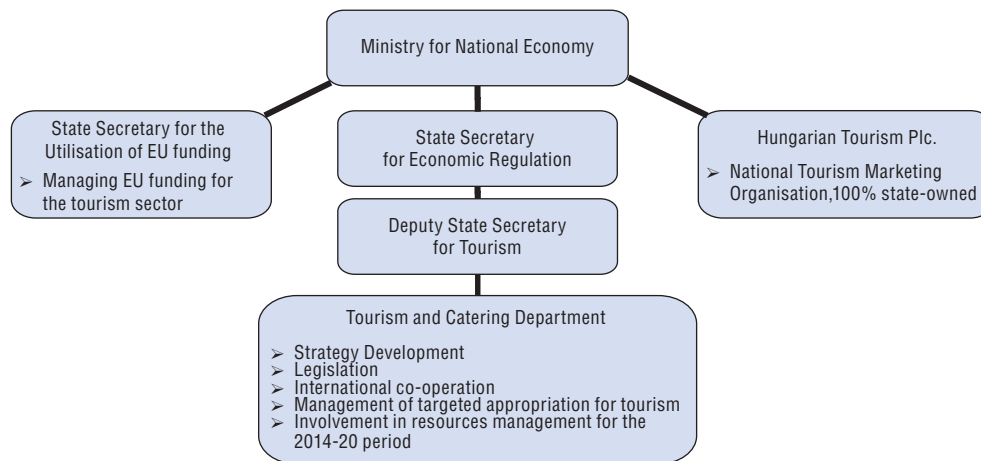 Ministry for National Economy
State Secretary for the
Utilisation of EU funding
➢ Managing EU funding for
the tourism sector
State Secretary
for Economic Regulation
Hungarian Tourism Plc.
➢ National Tourism Marketing
Organisation,100% state-owned
Deputy State Secretary
for Tourism
Tourism and Catering Department
➢ Strategy Development
➢ Legislation
➢ International co-operation
➢ Management of targeted appropriation for tourism
➢ Involvement in resources management for the
2014-20 period